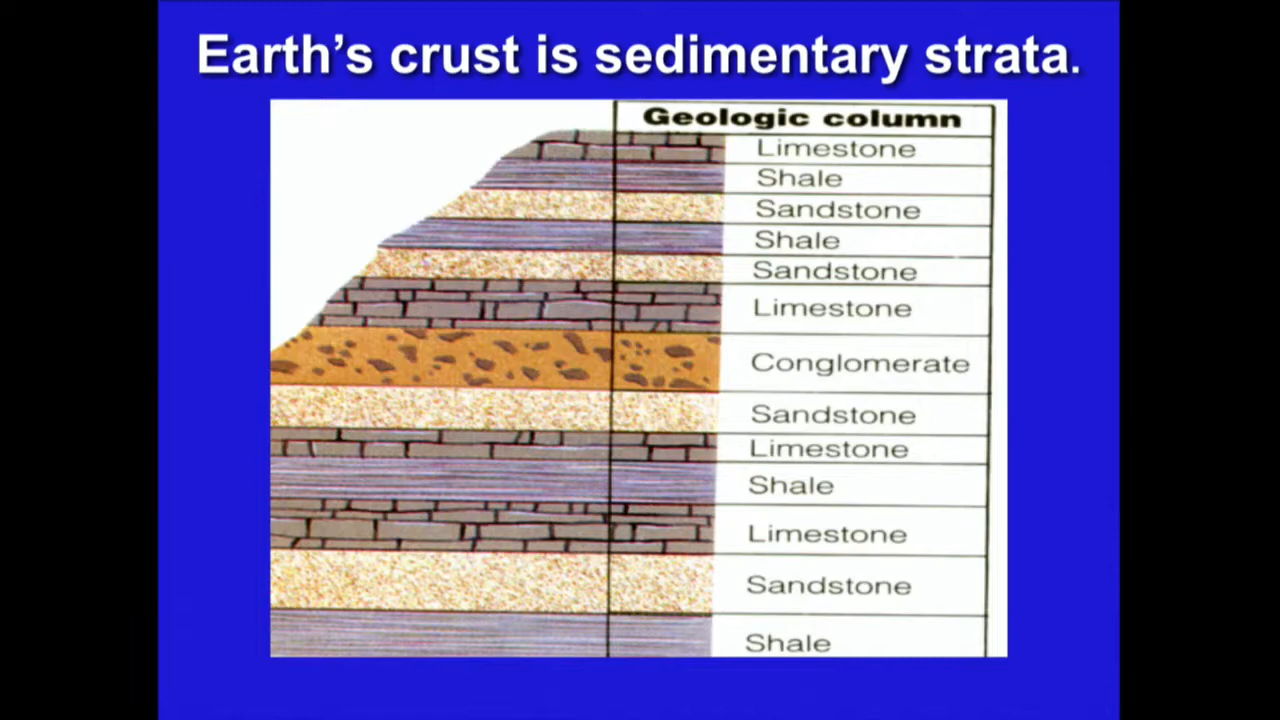 Earth's crust is sedimentary strata.
Geologic column
Limestone
Shale
Sandstone
Shale
Sandstone
Limestone
Conglomerate
Sandstone
Limestone
Shale
Limestone
Sandstone
Shale